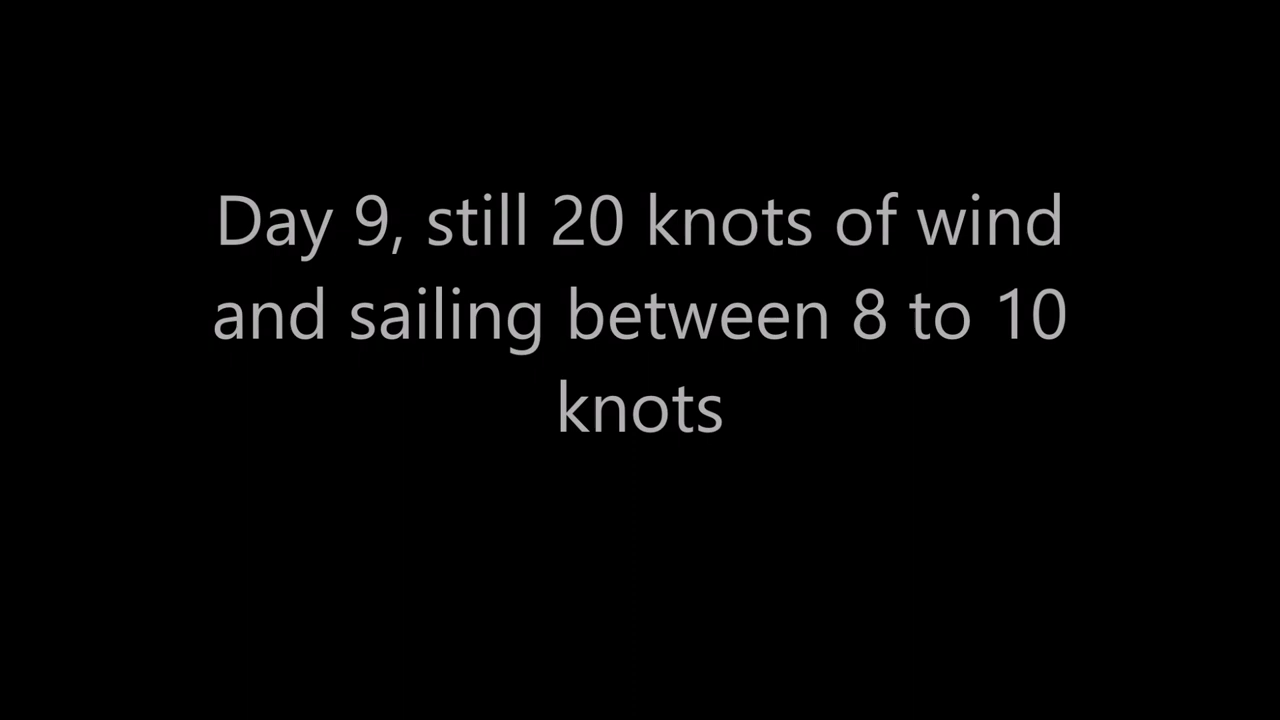 Day 9, still 20 knots of wind
and sailing between 8 to 10
knots